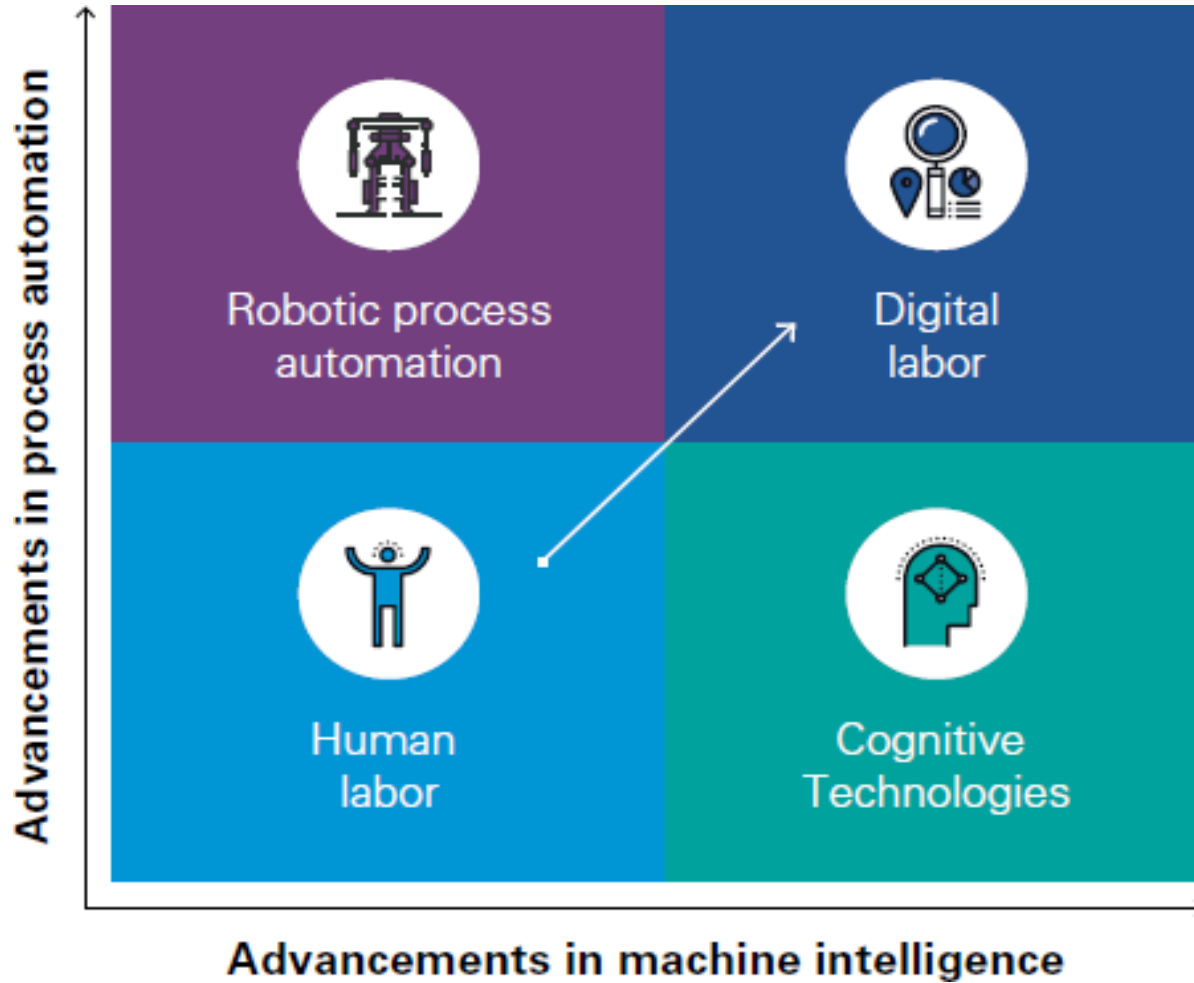 Advancements in process automation
Robotic process
automation
Digital
labor
Human
labor
Cognitive
Technologies
Advancements in machine intelligence